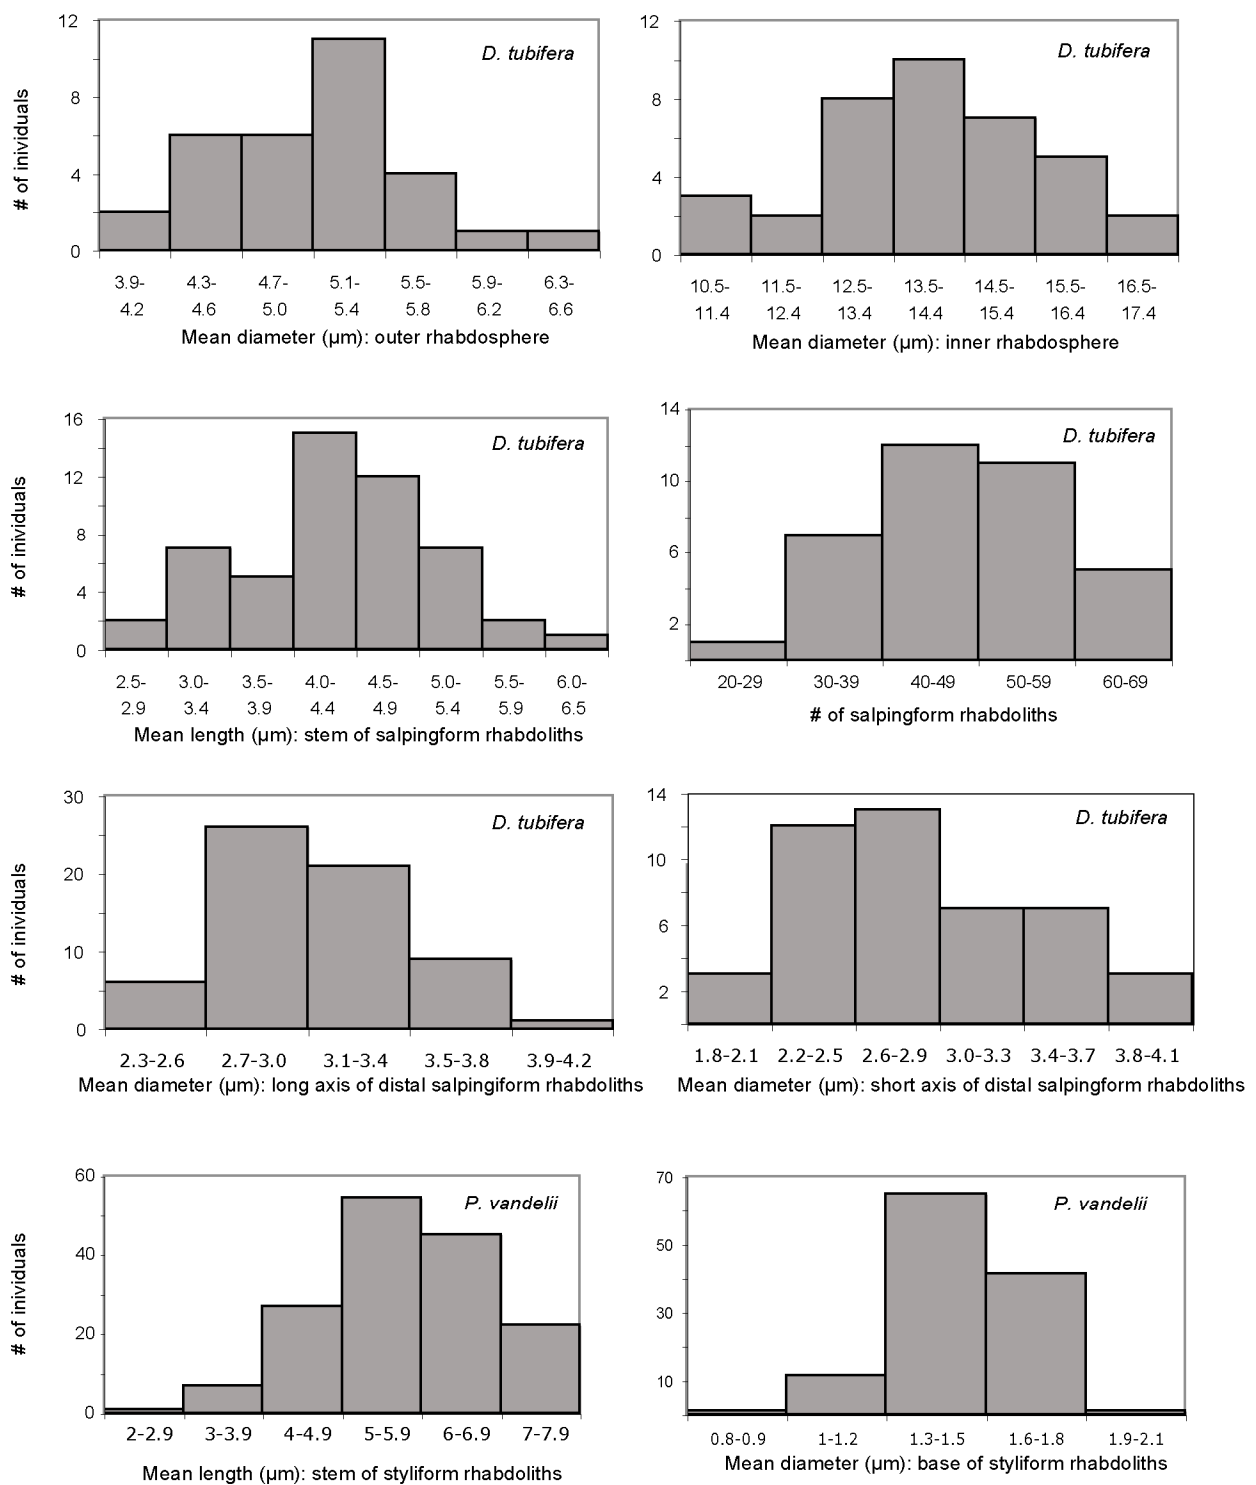 12
8
4
0
# of inividuals
D. tubifera
3.9- 4.3- 4.7- 5.1- 5.5- 5.9- 6.3-
4.2 4.6 5.0 5.4 5.8 6.2 6.6
Mean diameter (µm): outer rhabdosphere
12
8
4
0
D. tubifera
10.5- 11.5- 12.5- 13.5- 14.5- 15.5- 16.5-
11.4 12.4 13.4 14.4 15.4 16.4 17.4
Mean diameter (µm): inner rhabdosphere
16
12
8
4
0
# of inividuals
D. tubifera
2.5- 3.0- 3.5- 4.0- 4.5- 5.0- 5.5- 6.0-
2.9 3.4 3.9 4.4 4.9 5.4 5.9 6.5
Mean length (µm): stem of salpingform rhabdoliths
14
10
6
2
D. tubifera
20-29 30-39 40-49 50-59 60-69
# of salpingform rhabdoliths
30
20
10
0
# of inividuals
D. tubifera
2.3-2.6 2.7-3.0 3.1-3.4 3.5-3.8 3.9-4.2
Mean diameter (µm): long axis of distal salpingiform rhabdoliths
14
10
6
2
D. tubifera
1.8-2.1 2.2-2.5 2.6-2.9 3.0-3.3 3.4-3.7 3.8-4.1
Mean diameter (µm): short axis of distal salpingform rhabdoliths
60
40
20
0
# of inividuals
P. vandelii
2-2.9 3-3.9 4-4.9 5-5.9 6-6.9 7-7.9
Mean length (µm): stem of styliform rhabdoliths
70
50
30
10
P. vandelii
0.8-0.9 1-1.2 1.3-1.5 1.6-1.8 1.9-2.1
Mean diameter (µm): base of styliform rhabdoliths